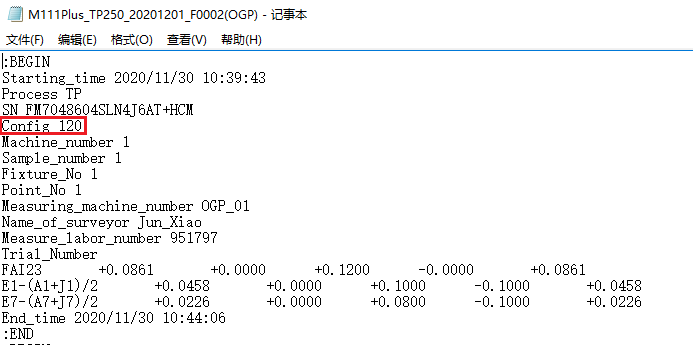 M111Plus_TP250_20201201_F0002(OGP) - 记事本
文件(F) 编辑(E) 格式(O) 查看(V) 帮助(H)
:BEGIN
Starting_time 2020/11/30 10:39:43
Process TP
SN FM7048604SLN4J6AT+HCM
Config 120
Machine_number 1
Sample_number 1
Fixture_No 1
Point_No 1
Measuring_machine_number OGP_01
Name_of_surveyor Jun_Xiao
Measure_labor_number 951797
Trial_Number
FAI23 +0.0861 +0.0000 +0.1200 -0.0000 +0.0861
E1-(A1+J1)/2 +0.0458 +0.0000 +0.1000 -0.1000 +0.0458
E7-(A7+J7)/2 +0.0226 +0.0000 +0.0800 -0.1000 +0.0226
End_time 2020/11/30 10:44:06
:END